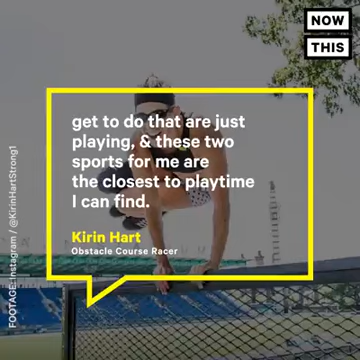 NOW
THIS
get to do that are just
playing, & these two
sports for me are
the closest to playtime
I can find.
Kirin Hart
Obstacle Course Racer
FOOTAGE: Instagram / @KirinHartStrong1